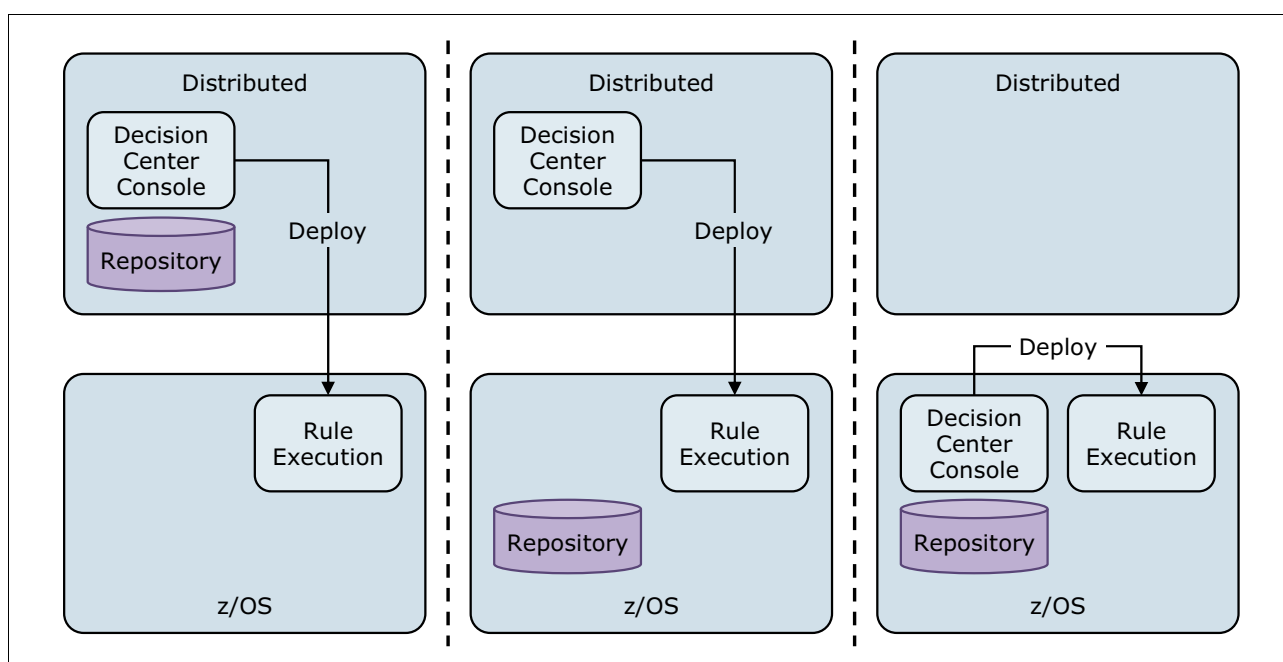 Distributed
Decision
Center
Console
Deploy
Repository
Rule
Execution
z/OS
Distributed
Decision
Center
Console
Deploy
Rule
Execution
Repository
z/OS
Distributed
Deploy
Decision
Center
Console
Rule
Execution
Repository
z/OS